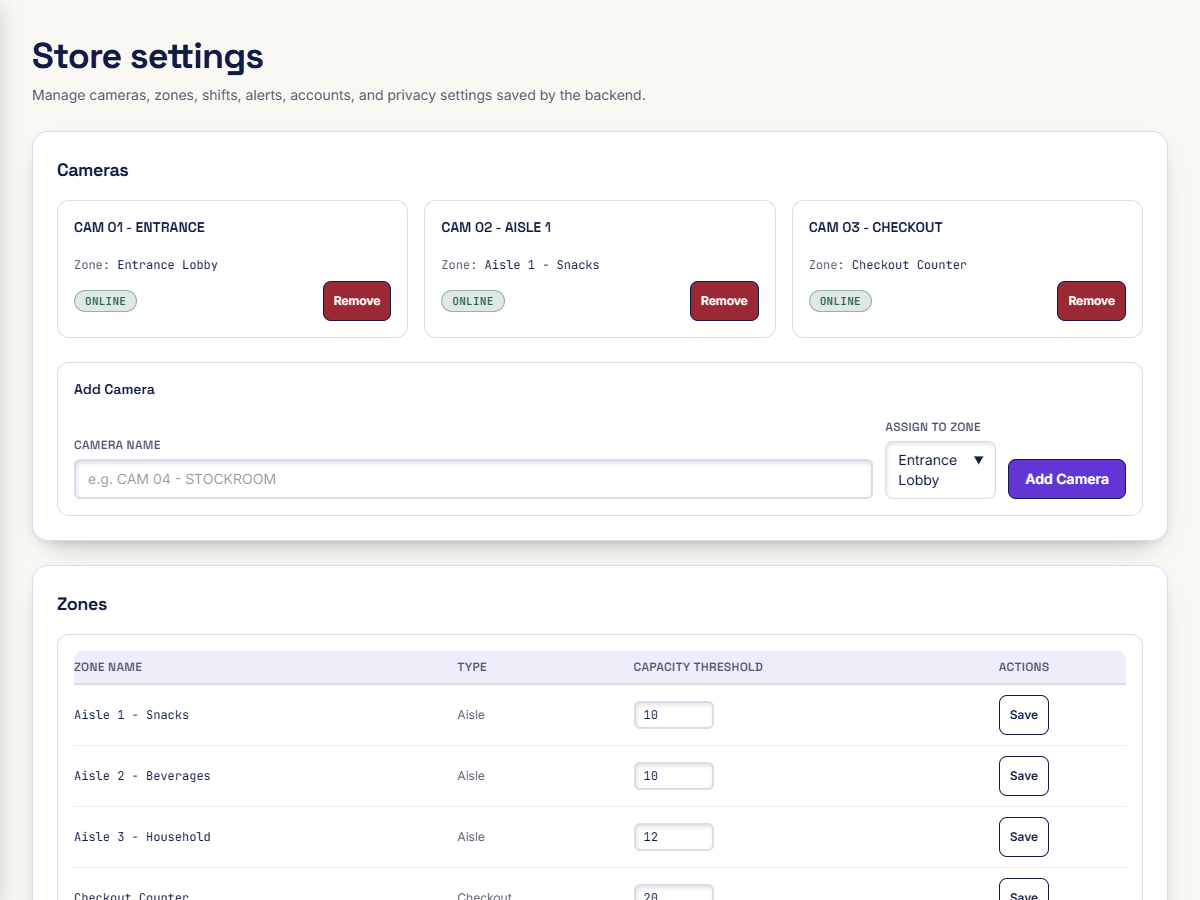 Store settings
Manage cameras, zones, shifts, alerts, accounts, and privacy settings saved by the backend.
Cameras
CAM 01 - ENTRANCE
Zone: Entrance Lobby
ONLINE
Remove
CAM 02 - AISLE 1
Zone: Aisle 1 - Snacks
ONLINE
Remove
CAM 03 - CHECKOUT
Zone: Checkout Counter
ONLINE
Remove
Add Camera
CAMERA NAME
e.g. CAM 04 - STOCKROOM
ASSIGN TO ZONE
Entrance
Lobby
Add Camera
Zones
ZONE NAME TYPE CAPACITY THRESHOLD ACTIONS
Aisle 1 - Snacks Aisle 10 Save
Aisle 2 - Beverages Aisle 10 Save
Aisle 3 - Household Aisle 12 Save
Checkout Counter Checkout 20 Save